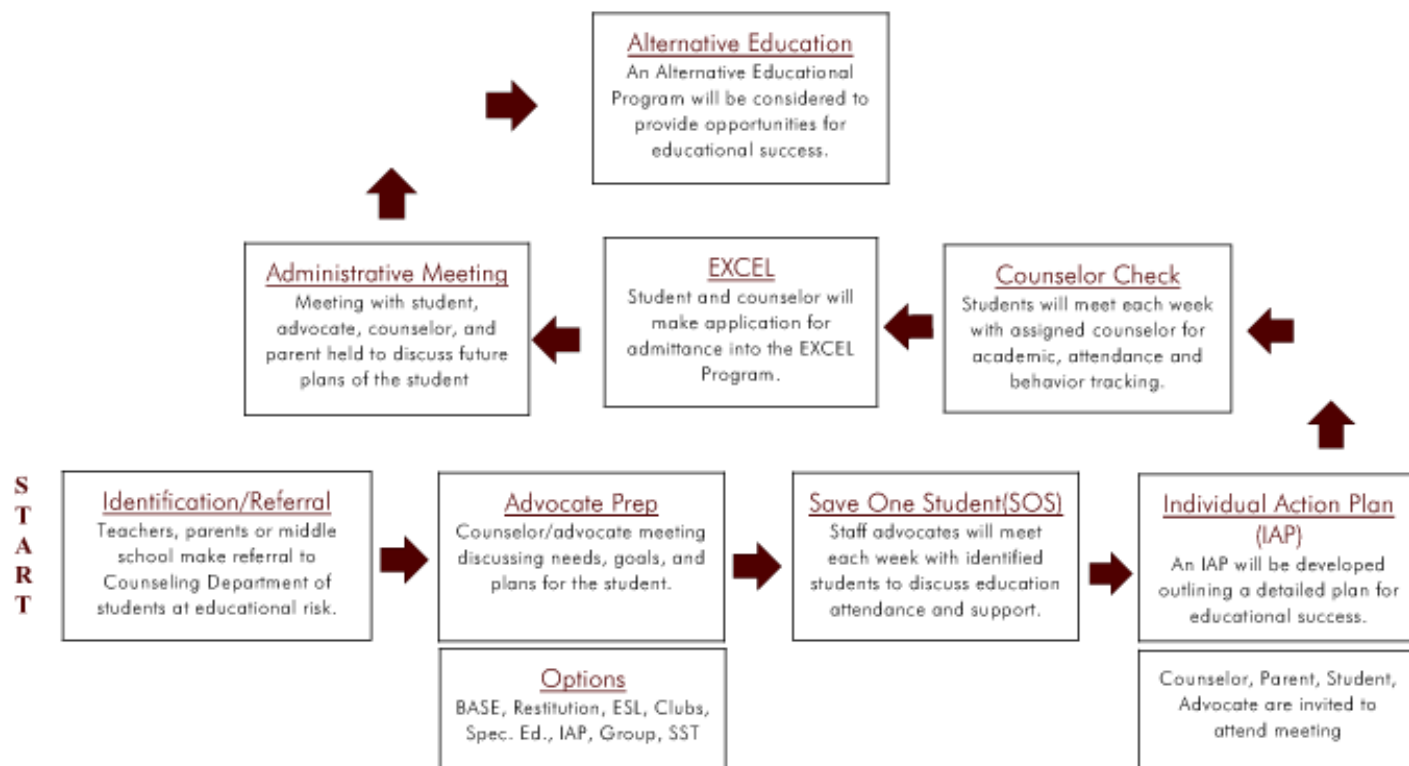 Alternative Education
An Alternative Educational
Program will be considered to
provide opportunities for
educational success.
Administrative Meeting
Meeting with student,
advocate, counselor, and
parent held to discuss future
plans of the student
EXCEL
Student and counselor will
make application for
admittance into the EXCEL
Program.
Counselor Check
Students will meet each week
with assigned counselor for
academic, attendance and
behavior tracking.
START
Identification/Referral
Teachers, parents or middle
school make referral to
Counseling Department of
students at educational risk.
Advocate Prep
Counselor/advocate meeting
discussing needs, goals, and
plans for the student.
Options
BASE, Restitution, ESL, Clubs,
Spec. Ed., IAP, Group, SST
Save One Student(SOS)
Staff advocates will meet
each week with identified
students to discuss education
attendance and support.
Individual Action Plan
(IAP)
An IAP will be developed
outlining a detailed plan for
educational success.
Counselor, Parent, Student,
Advocate are invited to
attend meeting